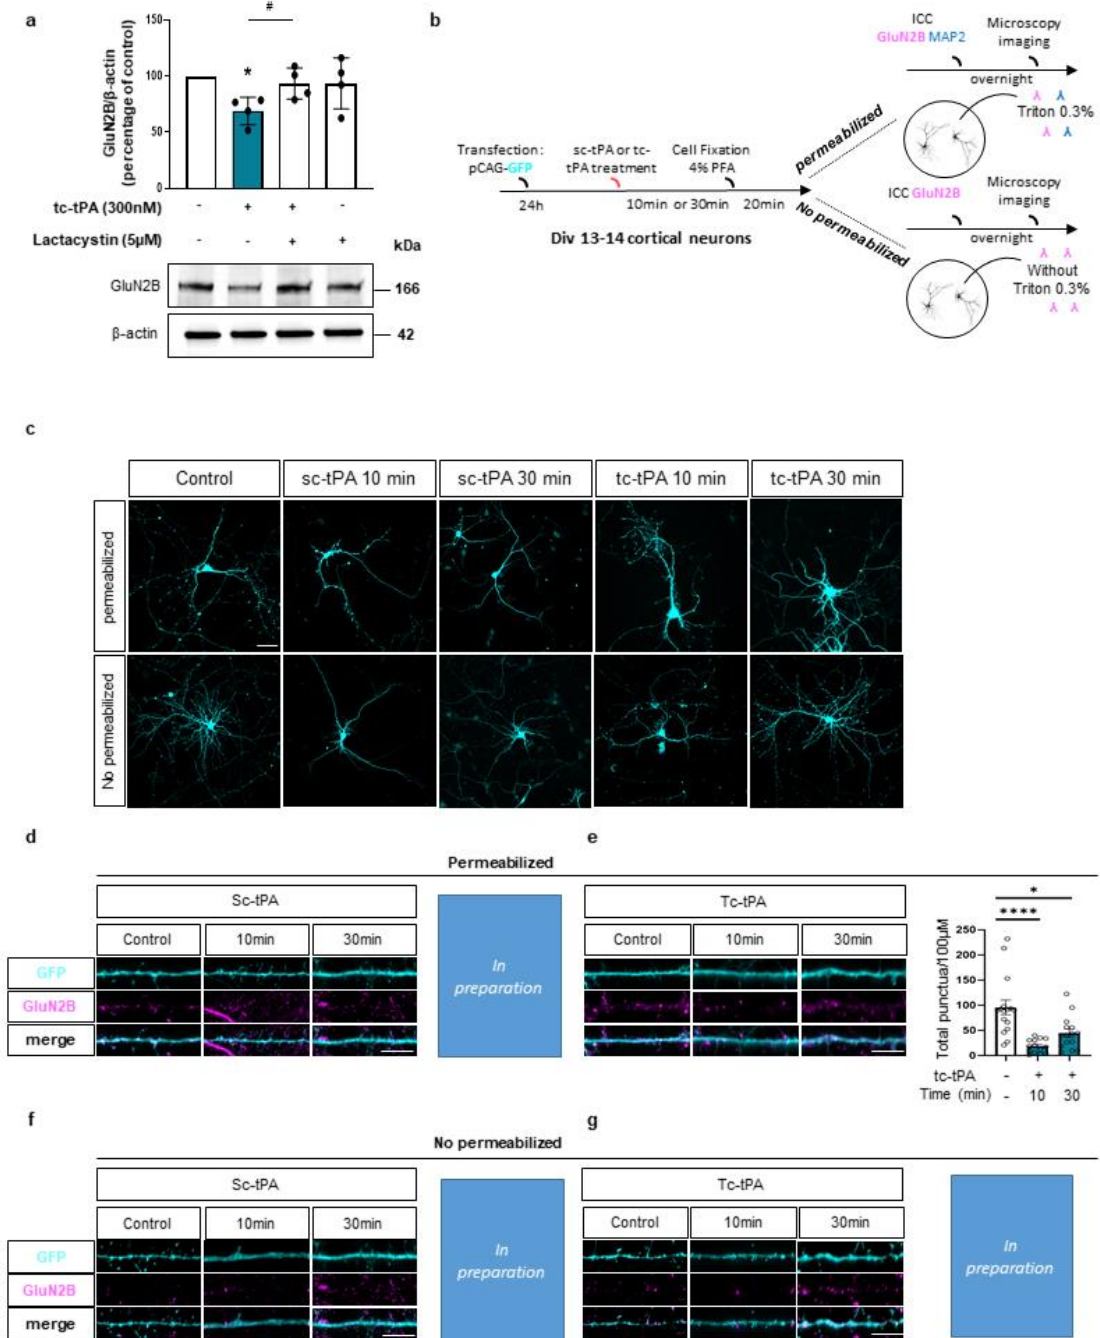 a
#
*
150
100
50
0
GluN2B/β-actin
(percentage of control)
tc-tPA (300nM) - + + -
Lactacystin (5µM) - - + +
kDa
GluN2B 166
β-actin 42
b
Transfection:
pCAG-GFP
sc-tPA or tc-
tPA treatment
Cell Fixation
4% PFA
24h
10min or 30min
20min
Div 13-14 cortical neurons
permeabilized
No permeabilized
ICC
GluN2B MAP2
Microscopy
imaging
overnight
Triton 0.3%
ICC GluN2B
Microscopy
imaging
overnight
Without
Triton 0.3%
c
Control
sc-tPA 10 min
sc-tPA 30 min
tc-tPA 10 min
tc-tPA 30 min
permeabilized
No permeabilized
d
e
Permeabilized
Sc-tPA
Control
10min
30min
GFP
GluN2B
merge
In
preparation
Tc-tPA
Control
10min
30min
*
****
250
200
150
100
50
0
Total punctua/100µM
tc-tPA - + +
Time (min) - 10 30
f
g
No permeabilized
Sc-tPA
Control
10min
30min
GFP
GluN2B
merge
In
preparation
Tc-tPA
Control
10min
30min
In
preparation